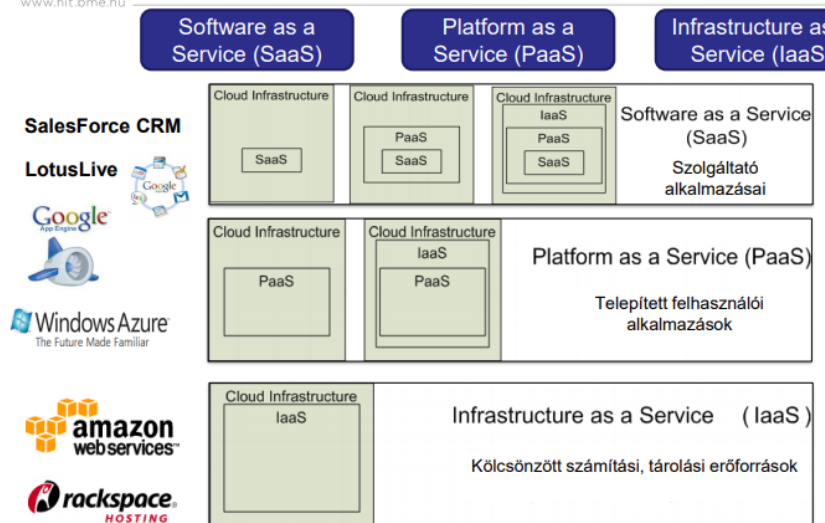 www.hit.bme.hu
Software as a
Service (SaaS)
Platform as a
Service (PaaS)
Infrastructure as
Service (IaaS
SalesForce CRM
LotusLive
Google
Cloud Infrastructure
SaaS
Cloud Infrastructure
PaaS
SaaS
Cloud Infrastructure
IaaS
PaaS
SaaS
Software as a Service
(SaaS)
Szolgáltató
alkalmazásai
Google
App Engine
Windows Azure
The Future Made Familiar
Cloud Infrastructure
PaaS
Cloud Infrastructure
IaaS
PaaS
Platform as a Service (PaaS)
Telepített felhasználói
alkalmazások
amazon
webservices™
rackspace.
HOSTING
Cloud Infrastructure
IaaS
Infrastructure as a Service ( IaaS )
Kölcsönzött számítási, tárolási erőforrások